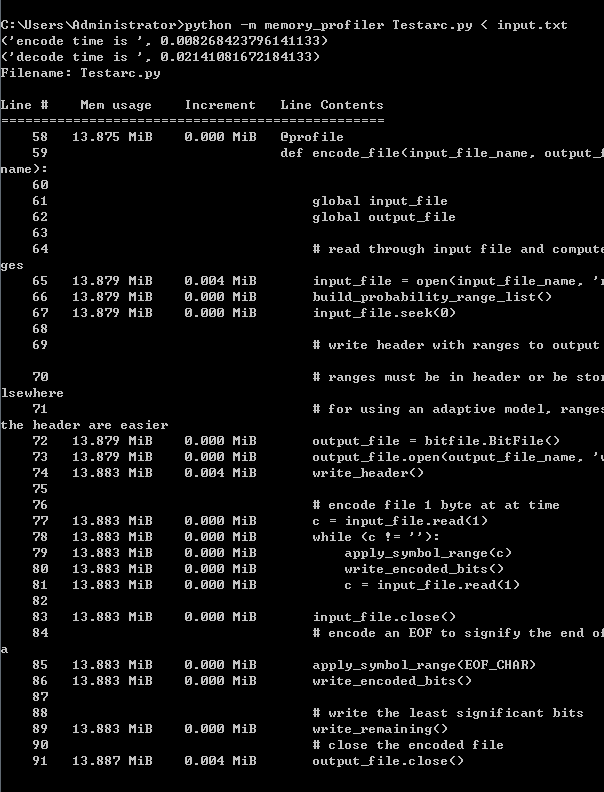 C:\Users\Administrator>python -m memory_profiler Testarc.py < input.txt
('encode time is ', 0.008268423796141133)
('decode time is ', 0.02141081672184133)
Filename: Testarc.py
Line #    Mem usage    Increment   Line Contents
================================================
    58   13.875 MiB    0.000 MiB   @profile
    59                             def encode_file(input_file_name, output_f
name):
    60
    61                                 global input_file
    62                                 global output_file
    63
    64                                 # read through input file and compute
ges
    65   13.879 MiB    0.004 MiB       input_file = open(input_file_name, 'r
    66   13.879 MiB    0.000 MiB       build_probability_range_list()
    67   13.879 MiB    0.000 MiB       input_file.seek(0)
    68
    69                                 # write header with ranges to output
    70                                 # ranges must be in header or be stor
lsewhere
    71                                 # for using an adaptive model, ranges
the header are easier
    72   13.879 MiB    0.000 MiB       output_file = bitfile.BitFile()
    73   13.879 MiB    0.000 MiB       output_file.open(output_file_name, 'w
    74   13.883 MiB    0.004 MiB       write_header()
    75
    76                                 # encode file 1 byte at at time
    77   13.883 MiB    0.000 MiB       c = input_file.read(1)
    78   13.883 MiB    0.000 MiB       while (c != ''):
    79   13.883 MiB    0.000 MiB           apply_symbol_range(c)
    80   13.883 MiB    0.000 MiB           write_encoded_bits()
    81   13.883 MiB    0.000 MiB           c = input_file.read(1)
    82
    83   13.883 MiB    0.000 MiB       input_file.close()
    84                                 # encode an EOF to signify the end of
a
    85   13.883 MiB    0.000 MiB       apply_symbol_range(EOF_CHAR)
    86   13.883 MiB    0.000 MiB       write_encoded_bits()
    87
    88                                 # write the least significant bits
    89   13.883 MiB    0.000 MiB       write_remaining()
    90                                 # close the encoded file
    91   13.887 MiB    0.004 MiB       output_file.close()